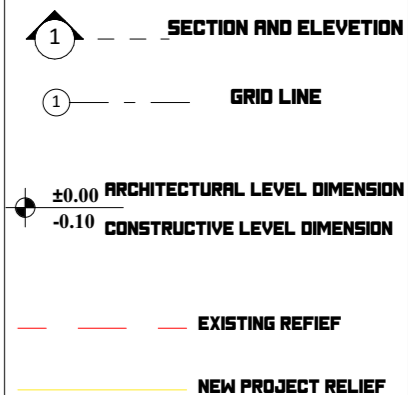 1 SECTION AND ELEVETION
1 GRID LINE
±0.00 ARCHITECTURAL LEVEL DIMENSION
-0.10 CONSTRUCTIVE LEVEL DIMENSION
EXISTING REFIEF
NEW PROJECT RELIEF